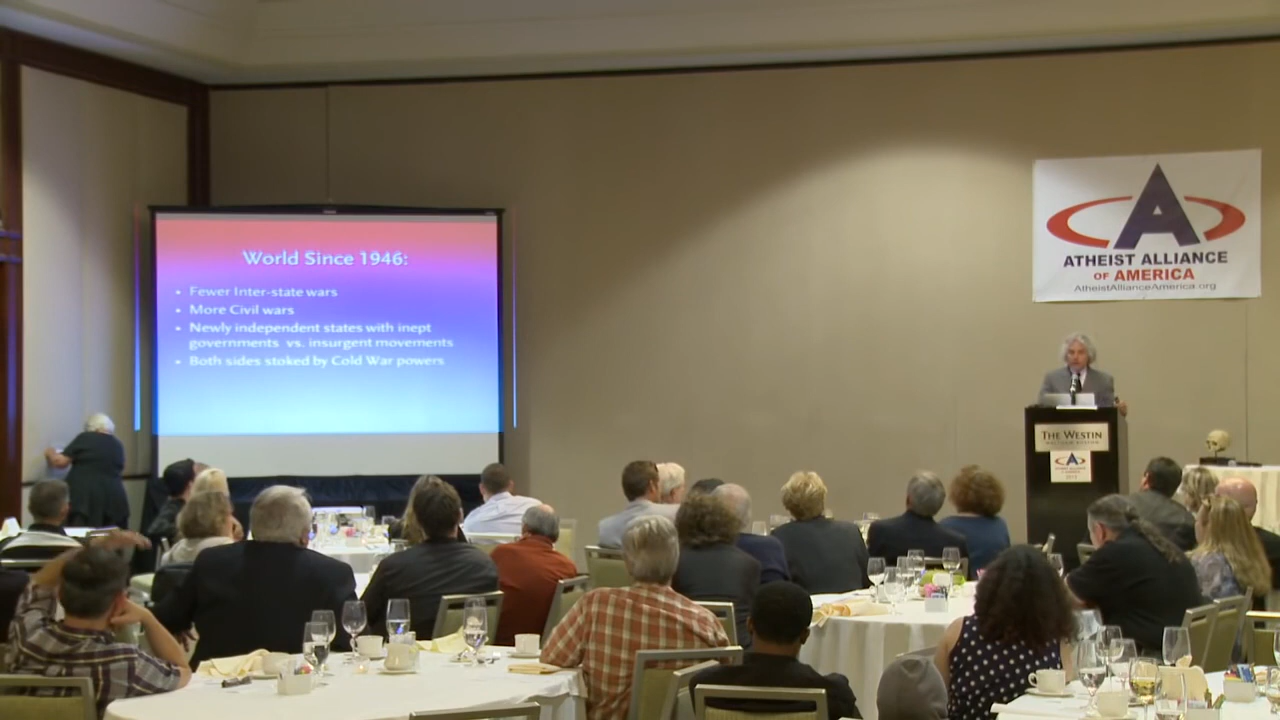 World Since 1946:
• Fewer Inter-state wars
• More Civil wars
• Newly independent states with inept
governments vs. insurgent movements
• Both sides stoked by Cold War powers
A
ATHEIST ALLIANCE
OF AMERICA
AtheistAllianceAmerica.org
THE WESTIN